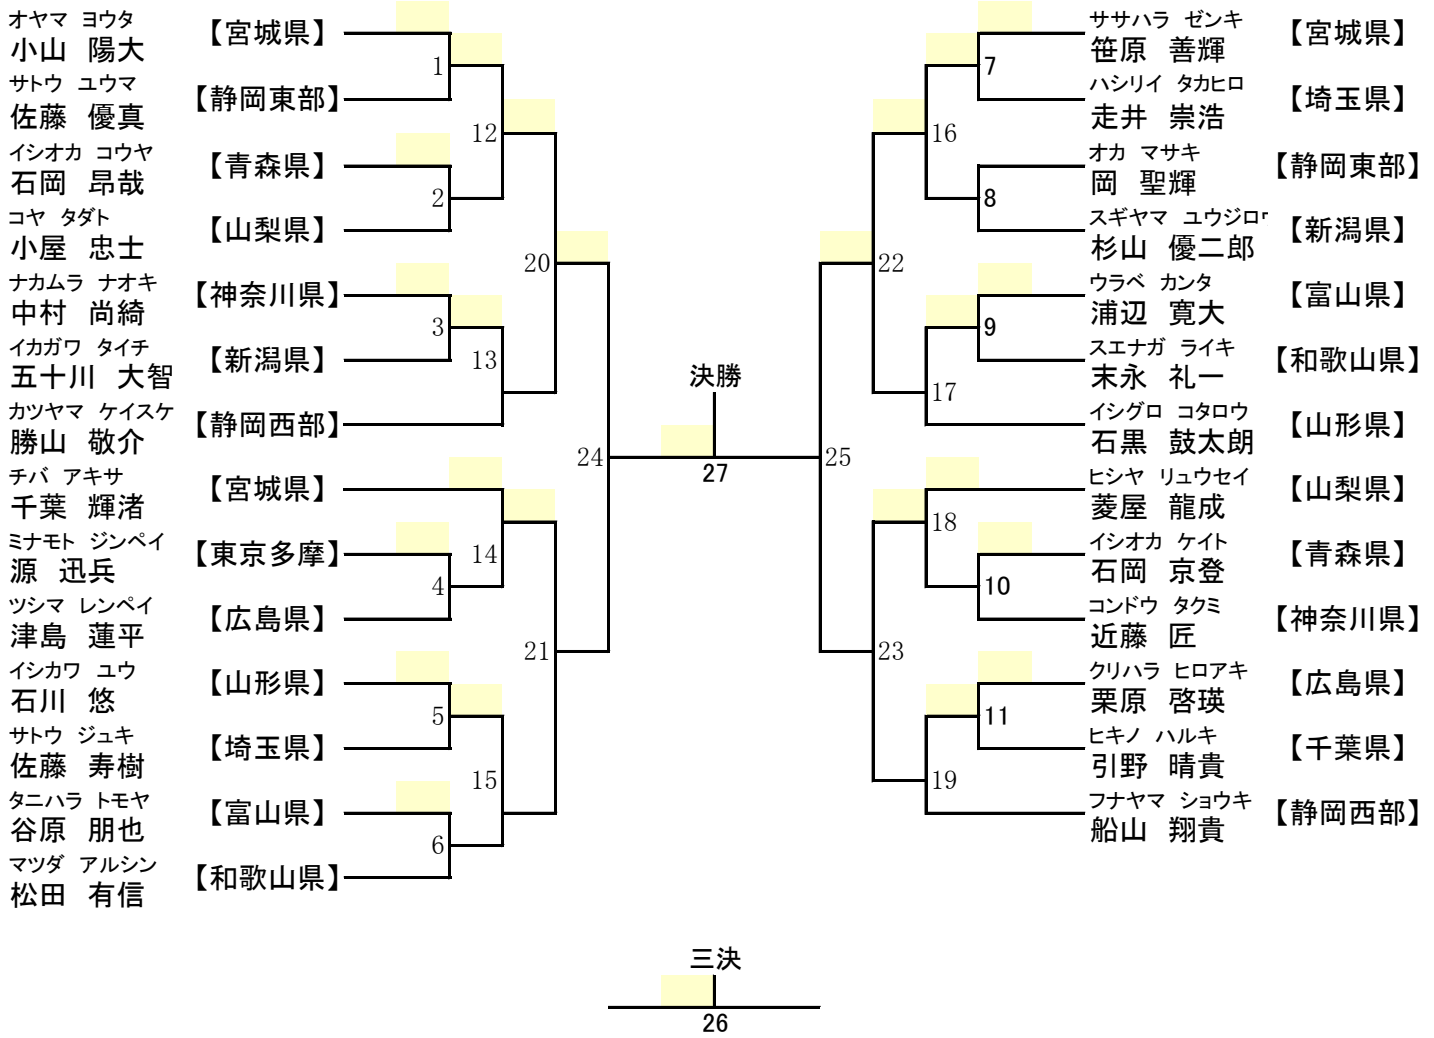 オヤマ ヨウタ
小山 陽大 【宮城県】
1
サトウ ユウマ
佐藤 優真 【静岡東部】
12
イシオカ コウヤ
石岡 昂哉 【青森県】
2
コヤ タダト
小屋 忠士 【山梨県】
20
ナカムラ ナオキ
中村 尚綺 【神奈川県】
3
イカガワ タイチ
五十川 大智 【新潟県】
13
カツヤマ ケイスケ
勝山 敬介 【静岡西部】
24
チバ アキサ
千葉 輝渚 【宮城県】
14
ミナモト ジンペイ
源 迅兵 【東京多摩】
4
ツシマ レンペイ
津島 蓮平 【広島県】
21
イシカワ ユウ
石川 悠 【山形県】
5
サトウ ジュキ
佐藤 寿樹 【埼玉県】
15
タニハラ トモヤ
谷原 朋也 【富山県】
6
マツダ アルシン
松田 有信 【和歌山県】
決勝
27
ササハラ ゼンキ
笹原 善輝 【宮城県】
7
ハシリイ タカヒロ
走井 崇浩 【埼玉県】
16
オカ マサキ
岡 聖輝 【静岡東部】
8
スギヤマ ユウジロ
杉山 優二郎 【新潟県】
22
ウラベ カンタ
浦辺 寛大 【富山県】
9
スエナガ ライキ
末永 礼一 【和歌山県】
17
イシグロ コタロウ
石黒 鼓太朗 【山形県】
25
ヒシヤ リュウセイ
菱屋 龍成 【山梨県】
18
イシオカ ケイト
石岡 京登 【青森県】
10
コンドウ タクミ
近藤 匠 【神奈川県】
23
クリハラ ヒロアキ
栗原 啓瑛 【広島県】
11
ヒキノ ハルキ
引野 晴貴 【千葉県】
19
フナヤマ ショウキ
船山 翔貴 【静岡西部】
三決
26